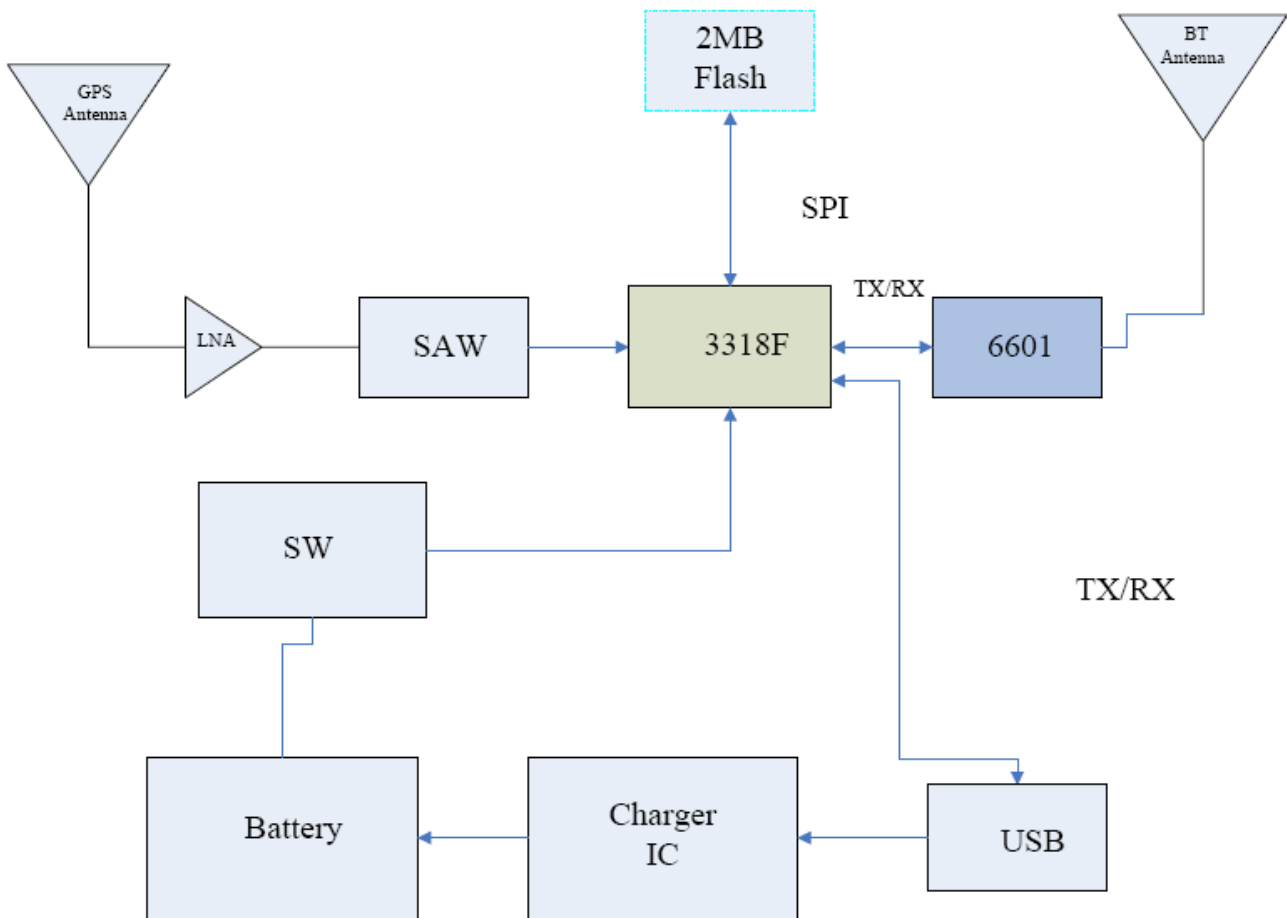 2MB
Flash
BT
Antenna
GPS
Antenna
SPI
TX/RX
LNA
SAW
3318F
6601
SW
TX/RX
Battery
Charger
IC
USB